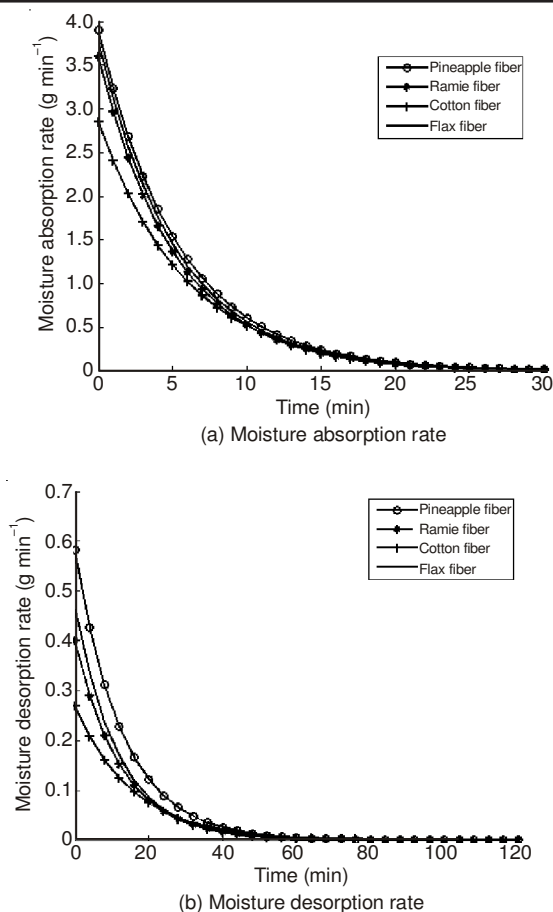 4.0
3.5
3.0
2.5
2.0
1.5
1.0
0.5
0
Moisture absorption rate (g min⁻¹)
Pineapple fiber
Ramie fiber
Cotton fiber
Flax fiber
0 5 10 15 20 25 30
Time (min)
(a) Moisture absorption rate
0.7
0.6
0.5
0.4
0.3
0.2
0.1
0
Moisture desorption rate (g min⁻¹)
Pineapple fiber
Ramie fiber
Cotton fiber
Flax fiber
0 20 40 60 80 100 120
Time (min)
(b) Moisture desorption rate